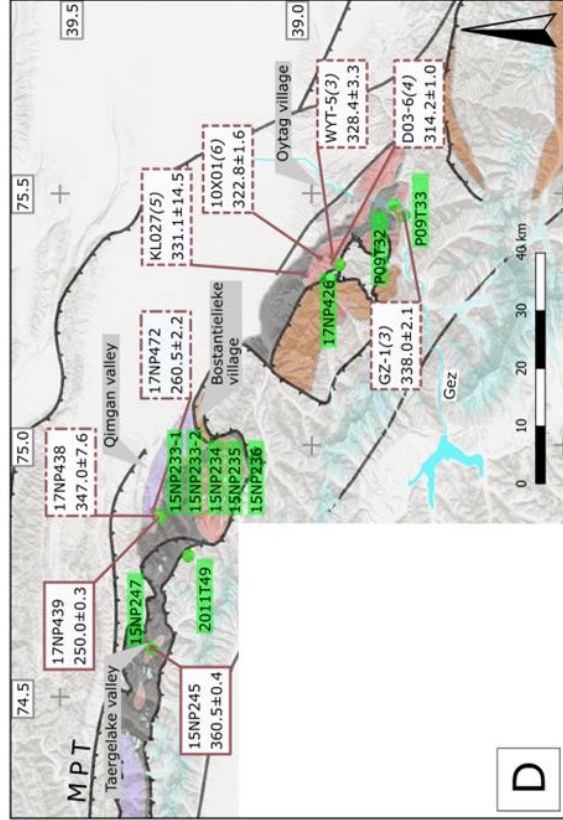 39.5
39.0
75.5
75.0
74.5
MPT
Taergelake valley
Qimgan valley
Bostantielieke
village
Oytag village
17NP439
250.0±0.3
17NP438
347.0±7.6
17NP472
260.5±2.2
KL027(5)
331.1±14.5
10X01(6)
322.8±1.6
WYT-5(3)
328.4±3.3
D03-6(4)
314.2±1.0
GZ-1(3)
338.0±2.1
15NP245
360.5±0.4
15NP247
2011T49
15NP233-1
15NP233-2
15NP234
15NP235
15NP236
17NP426
P09T32
P09T33
Gez
0
10
20
30
40 km
D